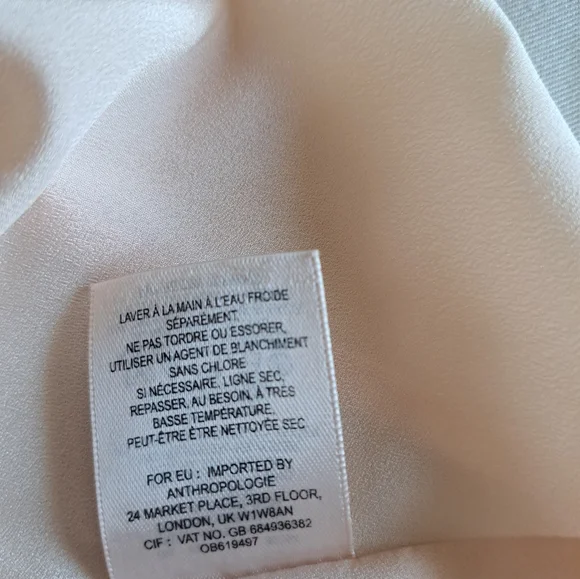 LAVER À LA MAIN À L'EAU FROIDE
SÉPARÉMENT.
NE PAS TORDRE OU ESSORER,
UTILISER UN AGENT DE BLANCHIMENT
SANS CHLORE
SI NÉCESSAIRE. LIGNE SEC,
REPASSER, AU BESOIN, À TRÈS
BASSE TEMPÉRATURE,
PEUT-ÊTRE ÊTRE NETTOYÉE SEC
FOR EU : IMPORTED BY
ANTHROPOLOGIE
24 MARKET PLACE, 3RD FLOOR,
LONDON, UK W1W8AN
CIF : VAT NO. GB 684936382
OB619497